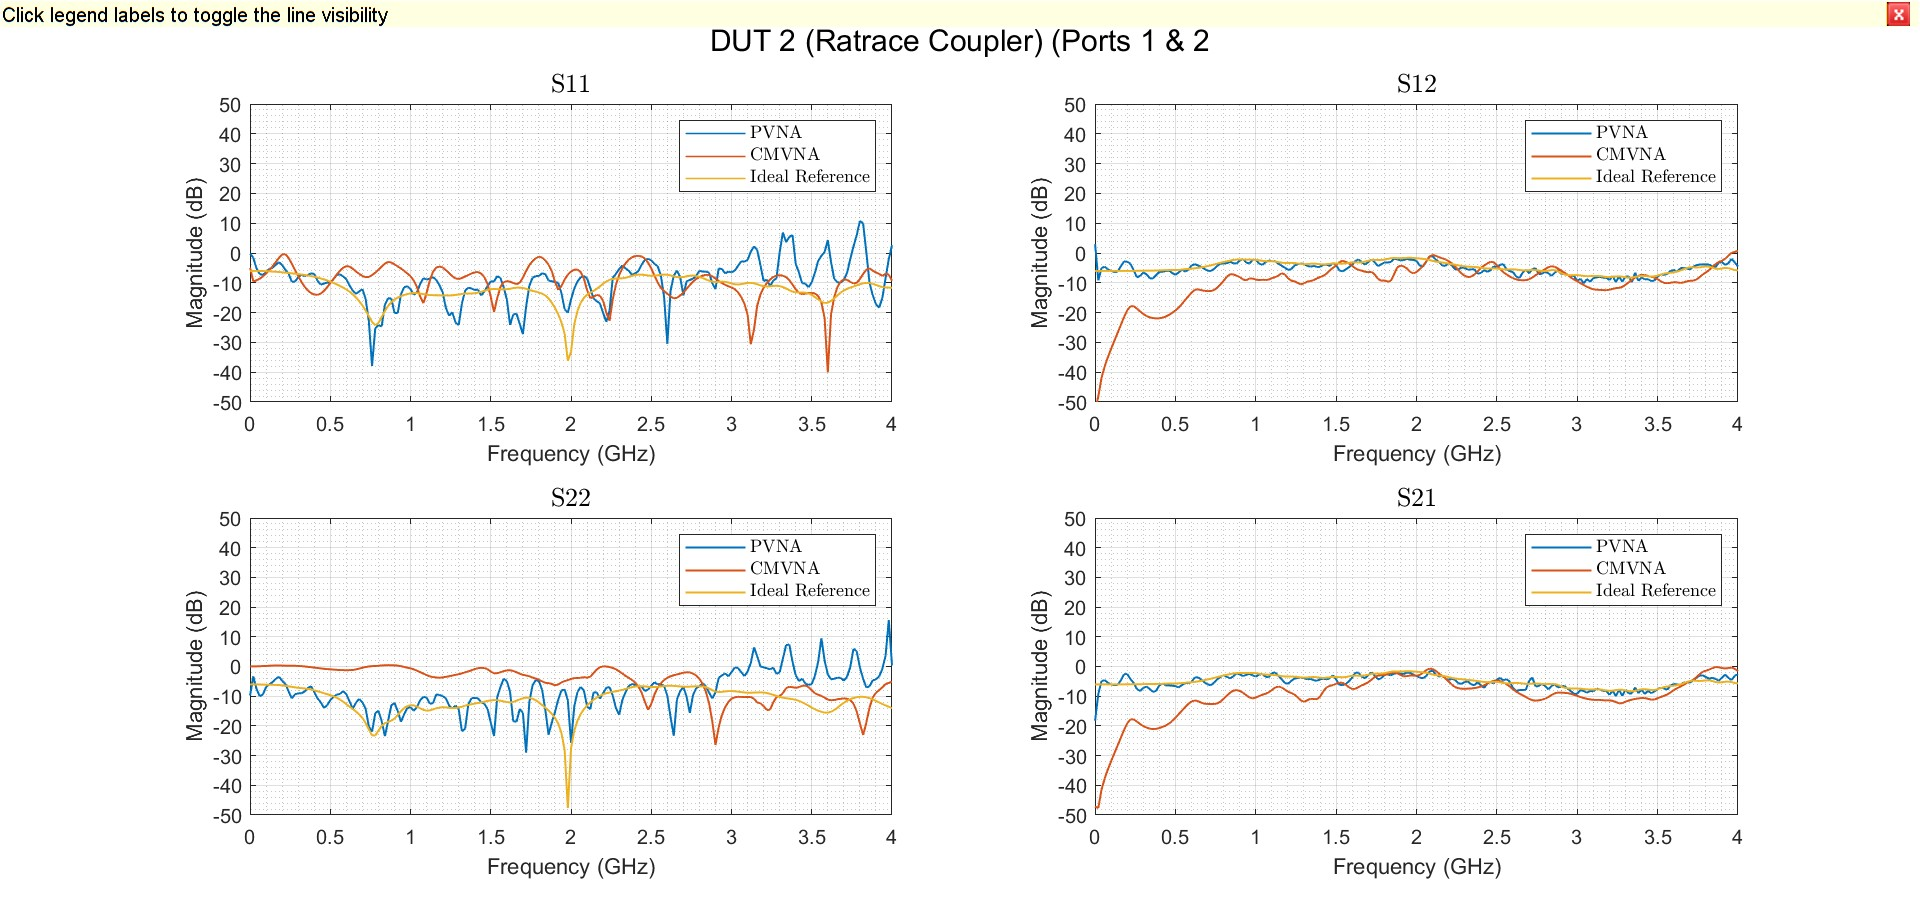 Click legend labels to toggle the line visibility
DUT 2 (Ratrace Coupler) (Ports 1 & 2
S11
50
40
30
20
10
0
-10
-20
-30
-40
-50
Magnitude (dB)
PVNA
CMVNA
Ideal Reference
0 0.5 1 1.5 2 2.5 3 3.5 4
Frequency (GHz)
S12
50
40
30
20
10
0
-10
-20
-30
-40
-50
Magnitude (dB)
PVNA
CMVNA
Ideal Reference
0 0.5 1 1.5 2 2.5 3 3.5 4
Frequency (GHz)
S22
50
40
30
20
10
0
-10
-20
-30
-40
-50
Magnitude (dB)
PVNA
CMVNA
Ideal Reference
0 0.5 1 1.5 2 2.5 3 3.5 4
Frequency (GHz)
S21
50
40
30
20
10
0
-10
-20
-30
-40
-50
Magnitude (dB)
PVNA
CMVNA
Ideal Reference
0 0.5 1 1.5 2 2.5 3 3.5 4
Frequency (GHz)